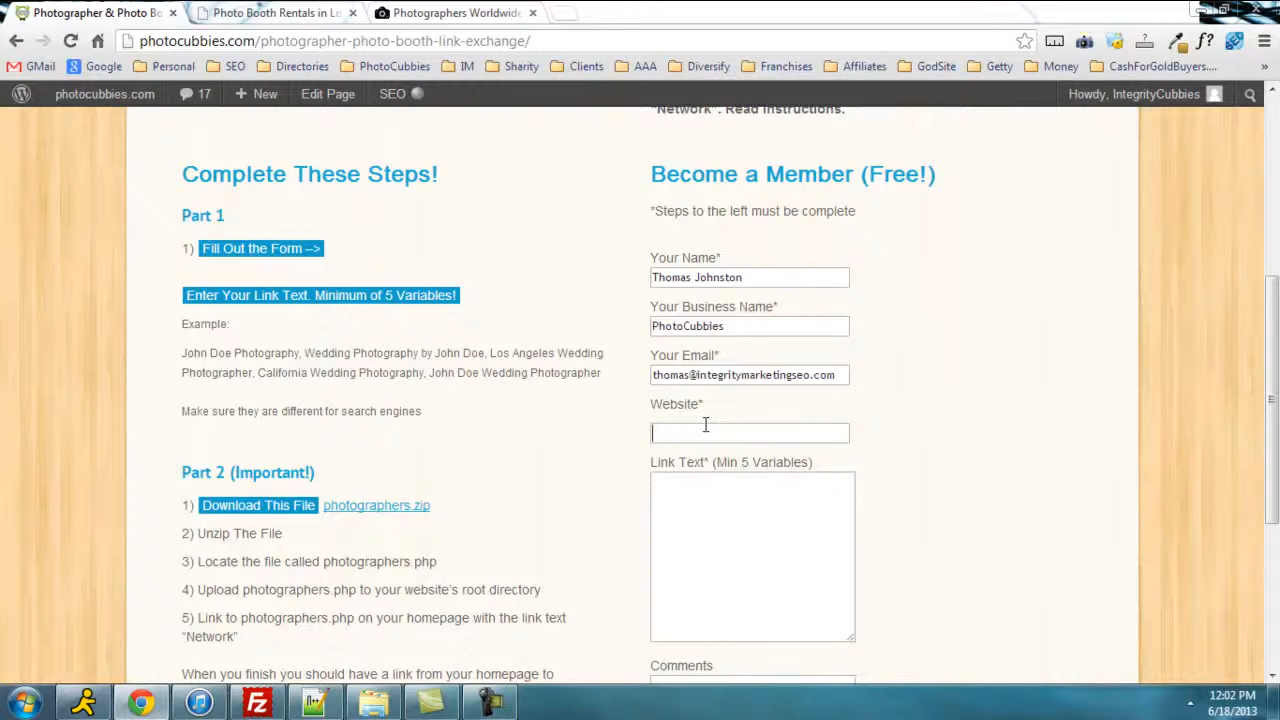 Photographer & Photo Bo
Photo Booth Rentals in Lo
Photographers Worldwide
photocubbies.com/photographer-photo-booth-link-exchange/
GMail
Google
Personal
SEO
Directories
PhotoCubbies
IM
Sharity
Clients
AAA
Diversify
Franchises
Affiliates
GodSite
Getty
Money
CashForGoldBuyers....
photocubbies.com
17
New
Edit Page
SEO
Howdy, IntegrityCubbies
"Network". Read Instructions.
Complete These Steps!
Part 1
1) Fill Out the Form -->
Enter Your Link Text. Minimum of 5 Variables!
Example:
John Doe Photography, Wedding Photography by John Doe, Los Angeles Wedding
Photographer, California Wedding Photography, John Doe Wedding Photographer
Make sure they are different for search engines
Part 2 (Important!)
1) Download This File photographers.zip
2) Unzip The File
3) Locate the file called photographers.php
4) Upload photographers.php to your website's root directory
5) Link to photographers.php on your homepage with the link text
"Network"
When you finish you should have a link from your homepage to
Become a Member (Free!)
*Steps to the left must be complete
Your Name*
Thomas Johnston
Your Business Name*
PhotoCubbies
Your Email*
thomas@integritymarketingseo.com
Website*
Link Text* (Min 5 Variables)
Comments
12:02 PM
6/18/2013